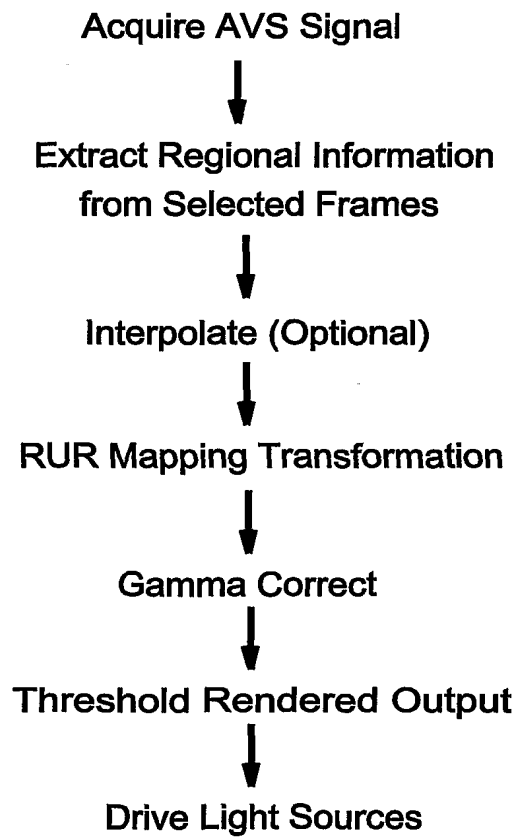 Acquire AVS Signal
Extract Regional Information
from Selected Frames
Interpolate (Optional)
RUR Mapping Transformation
Gamma Correct
Threshold Rendered Output
Drive Light Sources